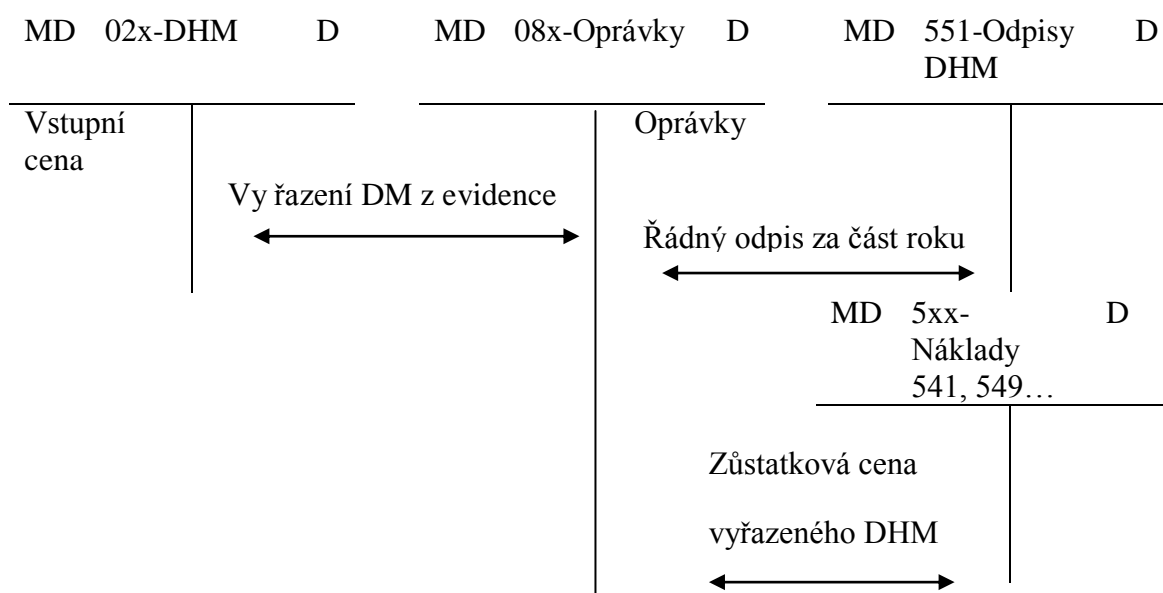 MD 02x-DHM D MD 08x-Oprávky D MD 551-Odpisy D
DHM
Vstupní
cena
Oprávky
Vy řazení DM z evidence
Řádný odpis za část roku
MD 5xx- D
Náklady
541, 549…
Zůstatková cena
vyřazeného DHM